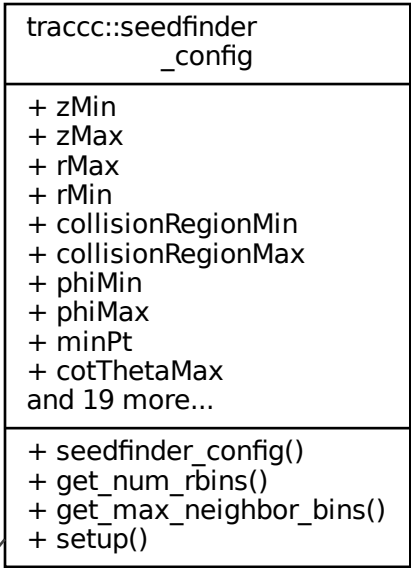 traccc::seedfinder
_config
+ zMin
+ zMax
+ rMax
+ rMin
+ collisionRegionMin
+ collisionRegionMax
+ phiMin
+ phiMax
+ minPt
+ cotThetaMax
and 19 more...
+ seedfinder_config()
+ get_num_rbins()
+ get_max_neighbor_bins()
+ setup()